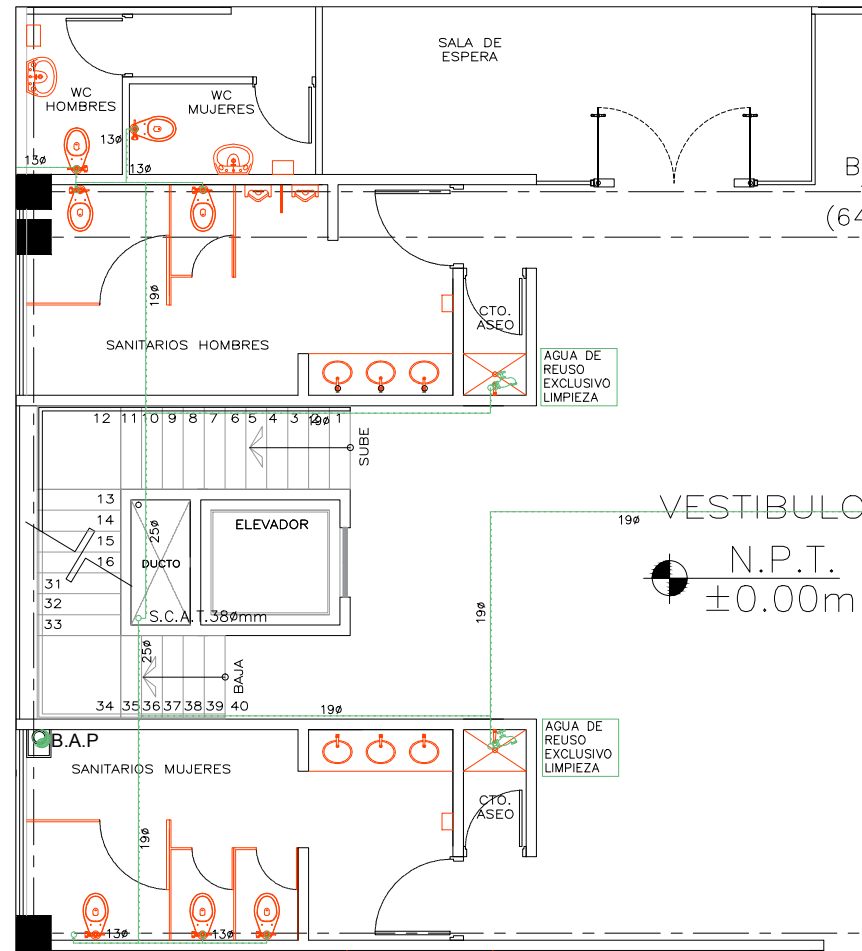 SALA DE
ESPERA
WC
HOMBRES
WC
MUJERES
13ø
13ø
13ø
B
(64
19ø
CTO.
ASEO
SANITARIOS HOMBRES
AGUA DE
REUSO
EXCLUSIVO
LIMPIEZA
12 11 10 9 8 7 6 5 4 3 2 1
19ø
SUBE
13
14
15
16
31
32
33
25ø
DUCTO
ELEVADOR
VESTIBULO
19ø
N.P.T.
±0.00m
S.C.A.T.38ømm
19ø
25ø
BAJA
34 35 36 37 38 39 40
19ø
B.A.P
AGUA DE
REUSO
EXCLUSIVO
LIMPIEZA
SANITARIOS MUJERES
CTO.
ASEO
19ø
13ø
13ø